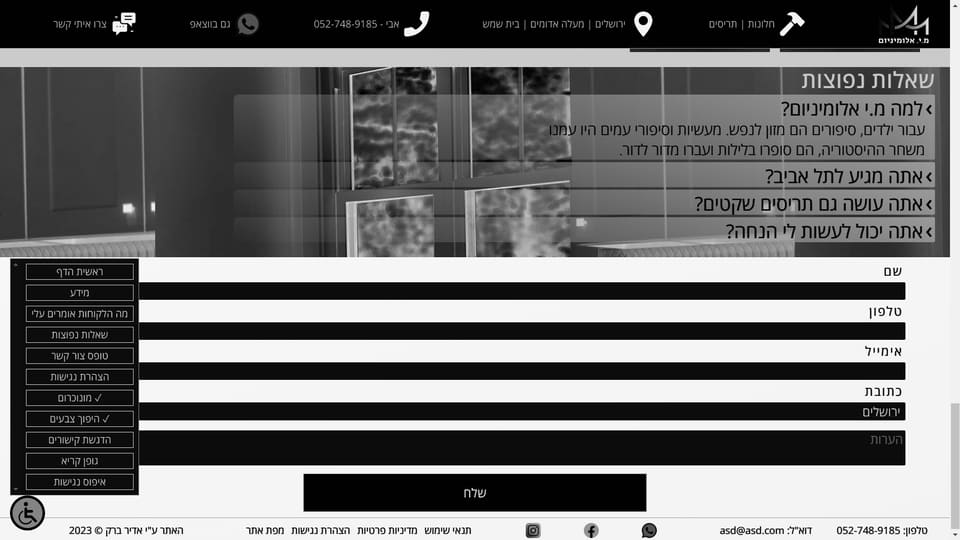 מ.י. אלומיניום
חלונות | תריסים
ירושלים | מעלה אדומים | בית שמש
אבי - 052-748-9185
גם בווצאפ
צרו איתי קשר
שאלות נפוצות
למה מ.י אלומיניום?
עבור ילדים, סיפורים הם מזון לנפש. מעשיות וסיפורי עמים היו עמנו
משחר ההיסטוריה, הם סופרו בלילות ועברו מדור לדור.
אתה מגיע לתל אביב?
אתה עושה גם תריסים שקטים?
אתה יכול לעשות לי הנחה?
שם
טלפון
אימייל
כתובת
ירושלים
הערות
שלח
ראשית הדף
מידע
מה הלקוחות אומרים עלי
שאלות נפוצות
טופס צור קשר
הצהרת נגישות
✓ מונוכרום
✓ היפוך צבעים
הדגשת קישורים
גופן קריא
איפוס נגישות
טלפון: 052-748-9185
דוא"ל: asd@asd.com
תנאי שימוש מדיניות פרטיות הצהרת נגישות מפת אתר
האתר ע"י אדיר ברק © 2023